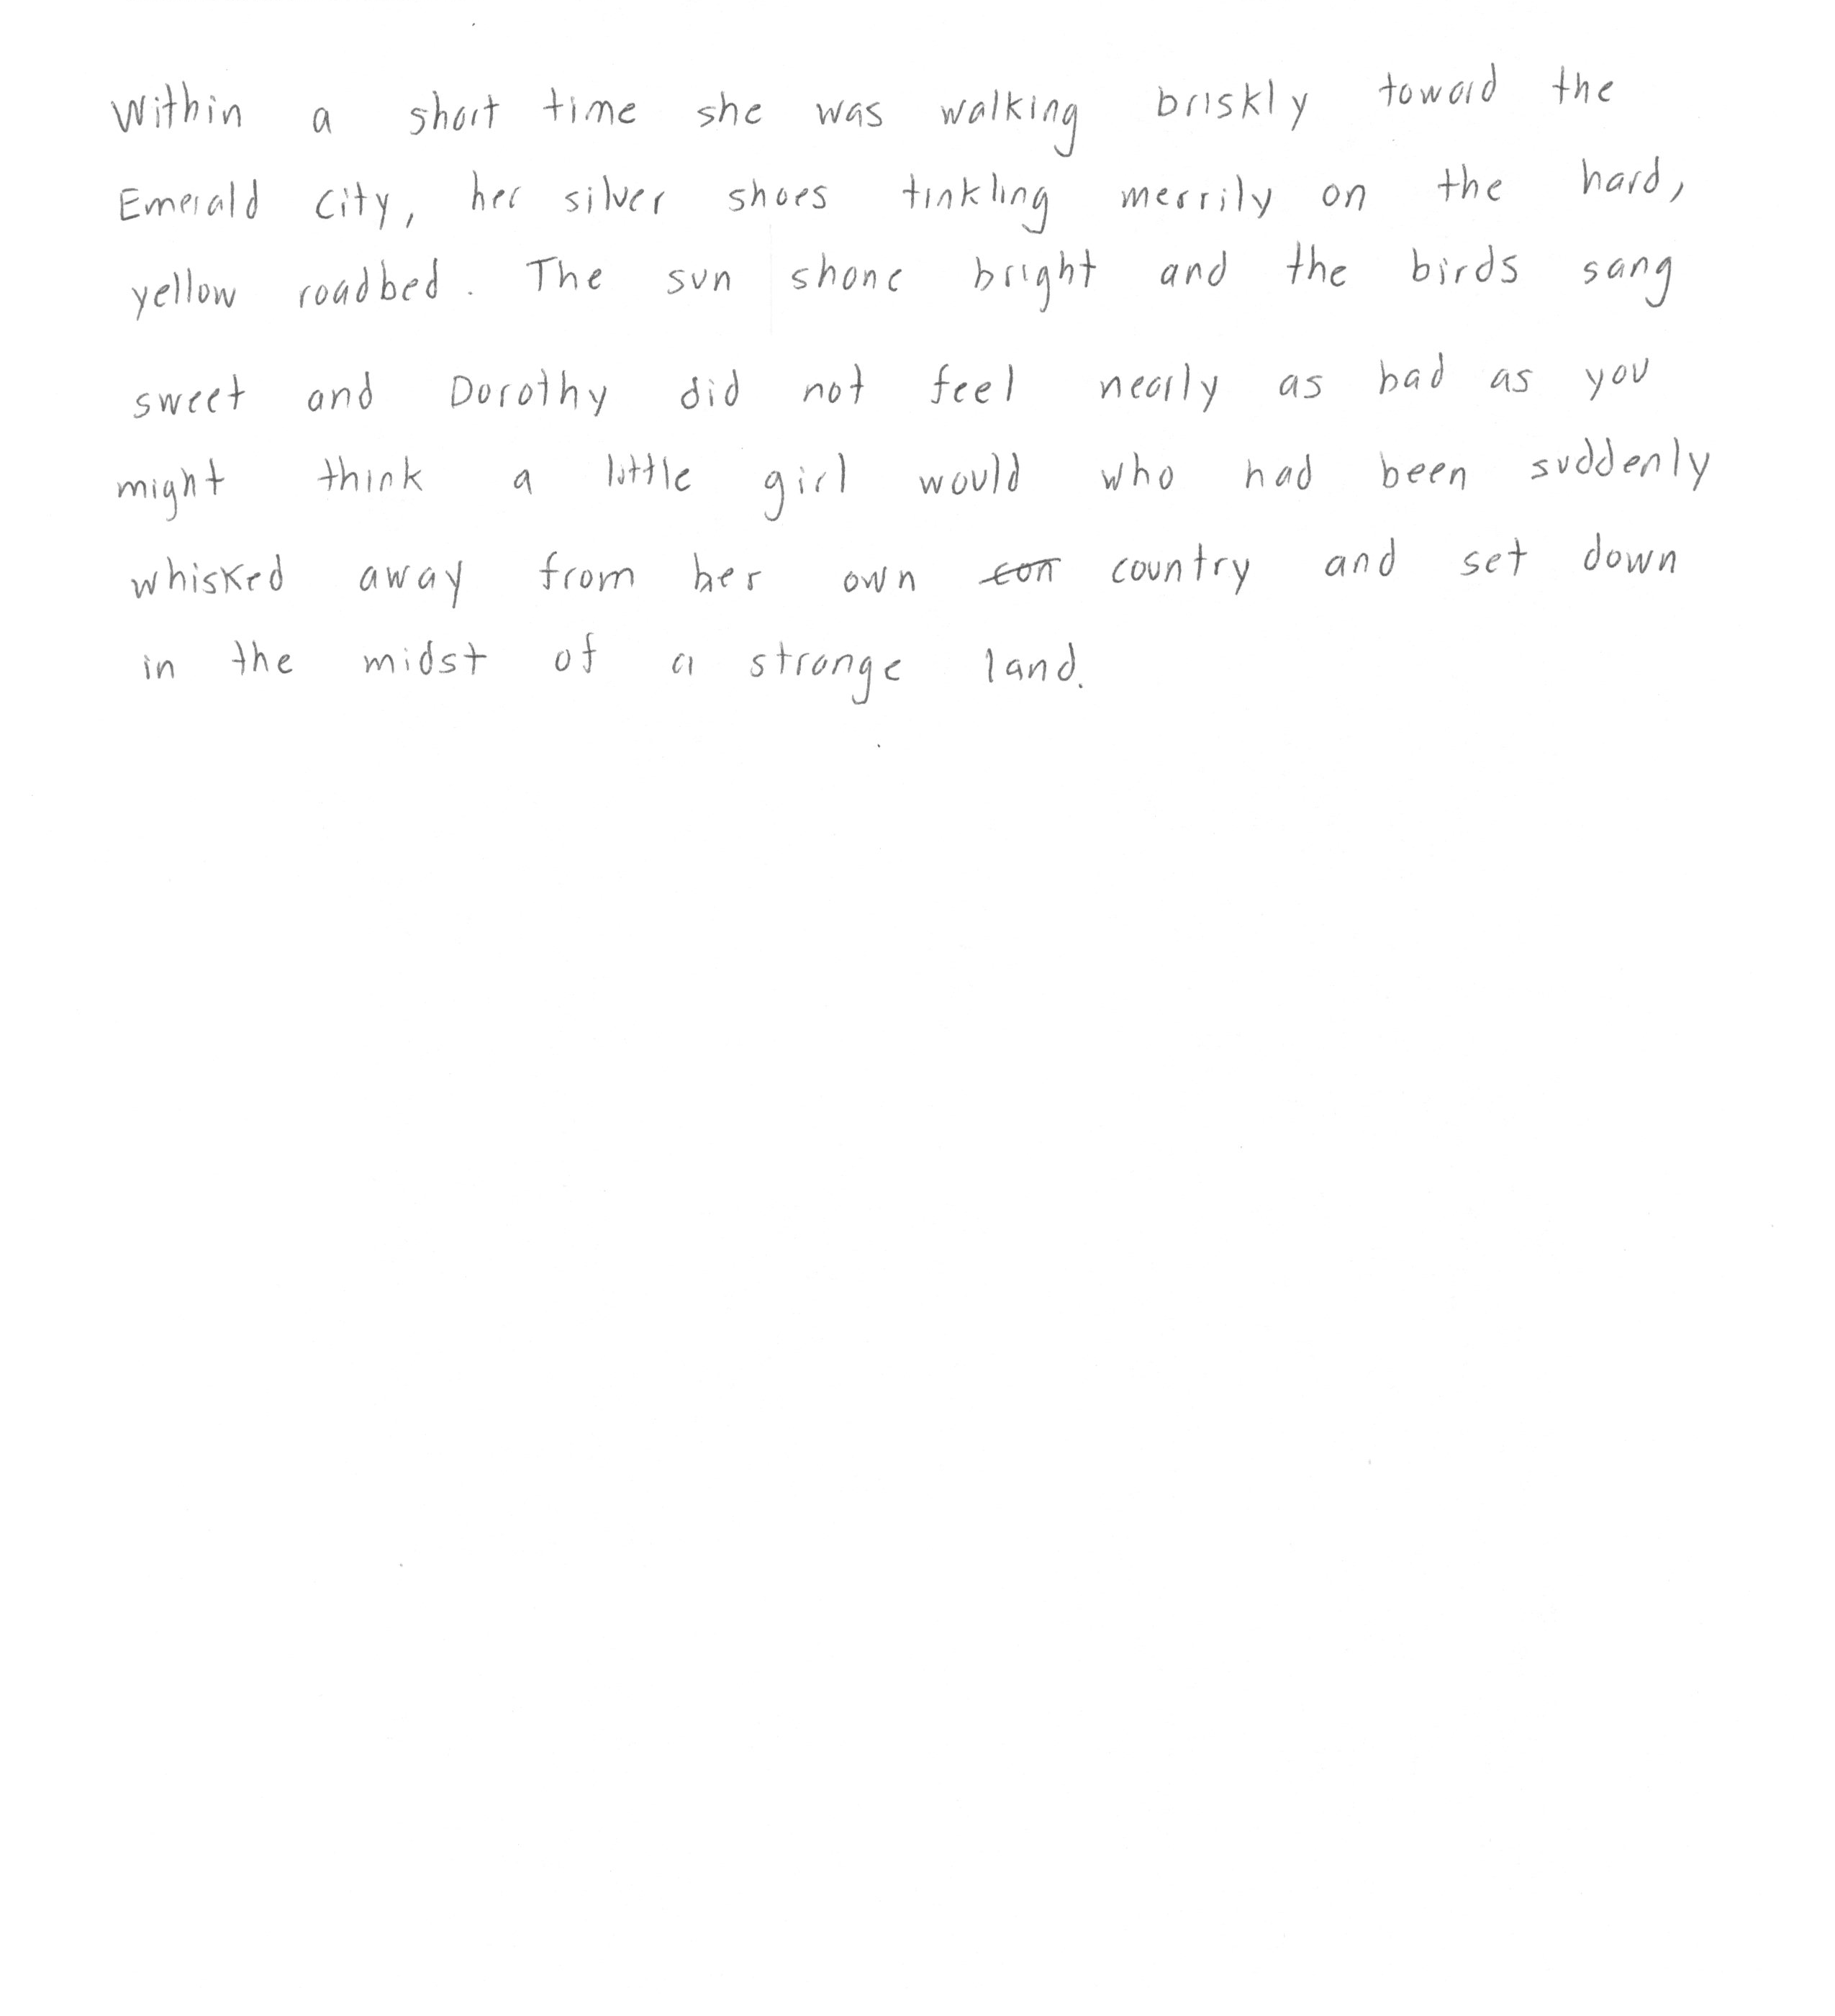 Within a short time she was walking briskly toward the
Emerald City, her silver shoes tinkling merrily on the hard,
yellow roadbed. The sun shone bright and the birds sang
sweet and Dorothy did not feel nearly as bad as you
might think a little girl would who had been suddenly
whisked away from her own con country and set down
in the midst of a strange land.